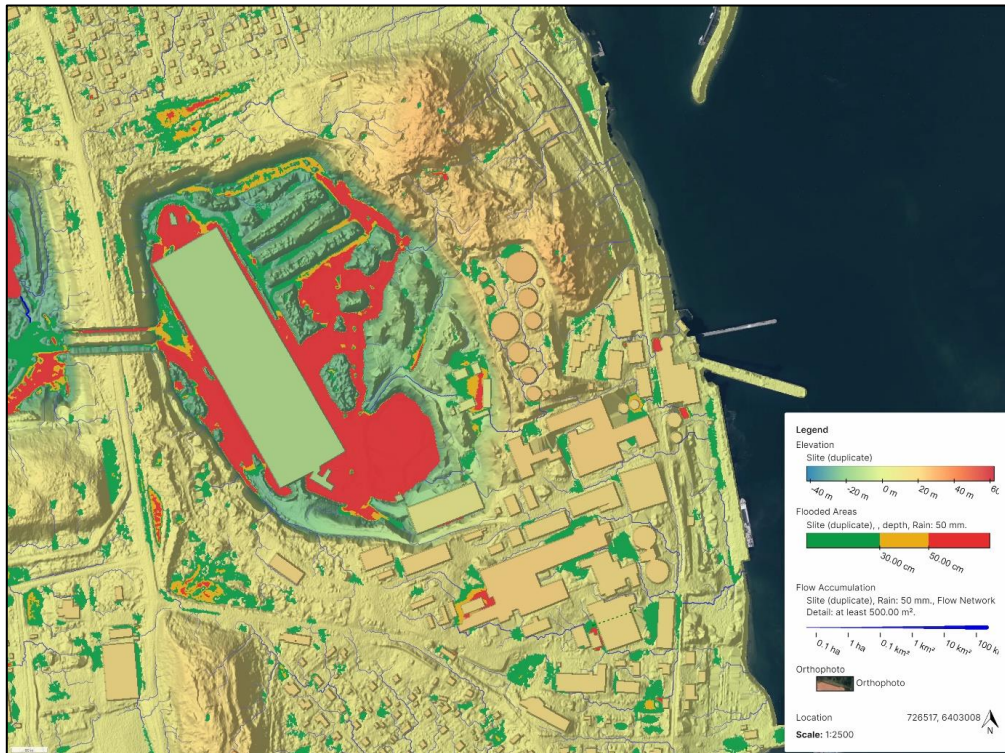 Legend
Elevation
Slite (duplicate)
-40 m -20 m 0 m 20 m 40 m 60
Flooded Areas
Slite (duplicate), , depth, Rain: 50 mm.
30.00 cm 50.00 cm
Flow Accumulation
Slite (duplicate), Rain: 50 mm., Flow Network
Detail: at least 500.00 m².
0.1 ha 1 ha 0.1 km² 1 km² 10 km² 100 k
Orthophoto
Orthophoto
Location 726517, 6403008
Scale: 1:2500
N